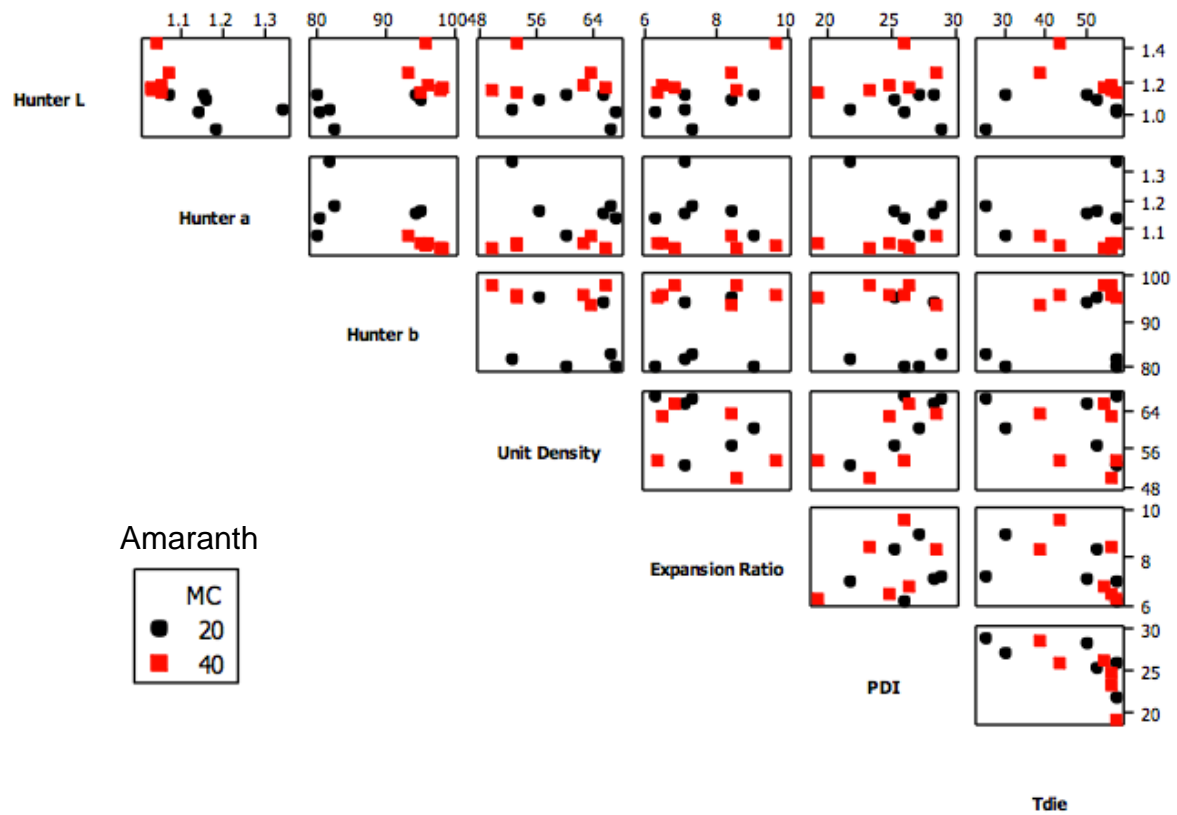 1.1 1.2 1.3 80 90 100 48 56 64 6 8 10 20 30 30 40 50
Hunter L
1.4
1.2
1.0
Hunter a
1.3
1.2
1.1
Hunter b
100
90
80
Unit Density
64
56
48
Expansion Ratio
10
8
6
PDI
30
25
20
Tdie
Amaranth
MC
20
40